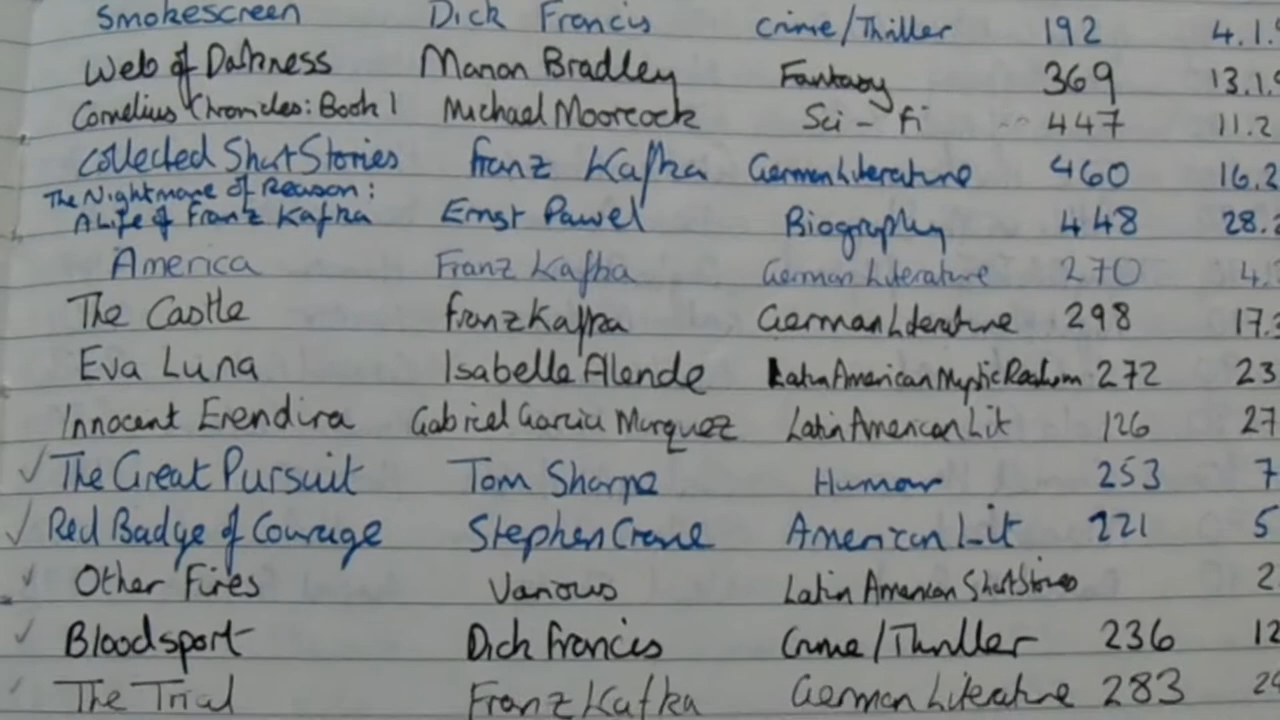 Smokescreen Dick Francis Crime/Thriller 192 4.1.
Web of Darkness Marion Bradley Fantasy 369 13.1.
Cornelius Chronicles: Book 1 Michael Moorcock Sci-fi 447 11.2
Collected Short Stories Franz Kafka German Literature 460 16.2
The Nightmare of Reason:
A Life of Franz Kafka Ernst Pawel Biography 448 28.
America Franz Kafka German Literature 270 4.
The Castle Franz Kafka German Literature 298 17.
Eva Luna Isabelle Alende Latin American Mystic Realism 272 23
Innocent Erendira Gabriel Garcia Marquez Latin American Lit 126 27
✓ The Great Pursuit Tom Sharpe Humour 253 7
✓ Red Badge of Courage Stephen Crane American Lit 221 5
✓ Other Fires Various Latin American Short Stories 2
✓ Bloodsport Dick Francis Crime/Thriller 236 12
✓ The Trial Franz Kafka German Literature 283